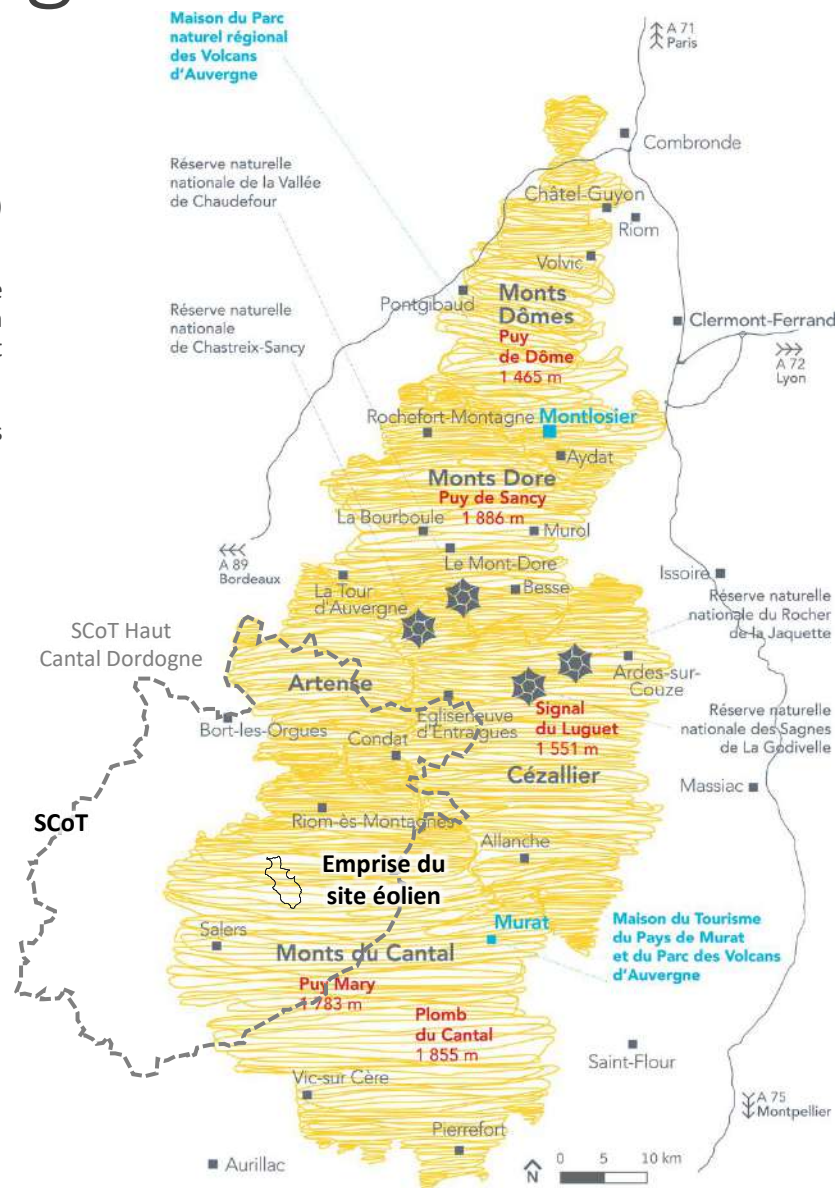 g
Maison du Parc
naturel régional
des Volcans
d'Auvergne
A 71
Paris
Combronde
Réserve naturelle
nationale de la Vallée
de Chaudefour
Châtel-Guyon
Riom
)
Volvic
e
Pontgibaud
Monts
Dômes
Puy
de Dôme
1 465 m
Réserve naturelle
nationale
de Chastreix-Sancy
Clermont-Ferrand
t
A 72
Lyon
Rochefort-Montagne
Montlosier
s
Aydat
Monts Dore
Puy de Sancy
1 886 m
La Bourboule
Murol
Le Mont-Dore
A 89
Bordeaux
La Tour
d'Auvergne
Besse
Issoire
Réserve naturelle
nationale du Rocher
de la Jaquette
SCoT Haut
Cantal Dordogne
Artense
Ardes-sur-
Couze
Bort-les-Orgues
Egliseneuve
d'Entraigues
Signal
du Luguet
1 551 m
Réserve naturelle
nationale des Sagnes
de La Godivelle
Condat
Cézallier
Massiac
SCoT
Riom-ès-Montagnes
Allanche
Emprise du
site éolien
Salers
Murat
Maison du Tourisme
du Pays de Murat
et du Parc des Volcans
d'Auvergne
Monts du Cantal
Puy Mary
1 783 m
Plomb
du Cantal
1 855 m
Saint-Flour
Vic-sur Cère
A 75
Montpellier
Pierrefort
Aurillac
N
0 5 10 km